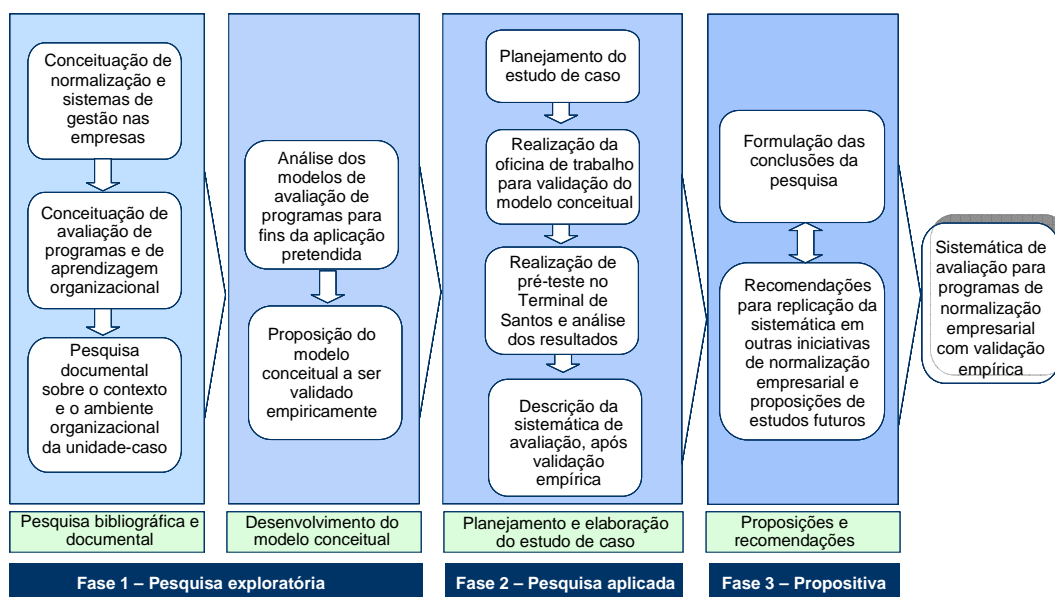 Conceituação de
normalização e
sistemas de
gestão nas
empresas
Conceituação de
avaliação de
programas e de
aprendizagem
organizacional
Pesquisa
documental
sobre o contexto
e o ambiente
organizacional
da unidade-caso
Pesquisa bibliográfica e
documental
Análise dos
modelos de
avaliação de
programas para
fins da aplicação
pretendida
Proposição do
modelo
conceitual a ser
validado
empiricamente
Desenvolvimento do
modelo conceitual
Fase 1 – Pesquisa exploratória
Planejamento do
estudo de caso
Realização da
oficina de trabalho
para validação do
modelo conceitual
Realização de
pré-teste no
Terminal de
Santos e análise
dos resultados
Descrição da
sistemática de
avaliação, após
validação
empírica
Planejamento e elaboração
do estudo de caso
Fase 2 – Pesquisa aplicada
Formulação das
conclusões da
pesquisa
Recomendações
para replicação da
sistemática em
outras iniciativas
de normalização
empresarial e
proposições de
estudos futuros
Proposições e
recomendações
Fase 3 – Propositiva
Sistemática de
avaliação para
programas de
normalização
empresarial
com validação
empírica